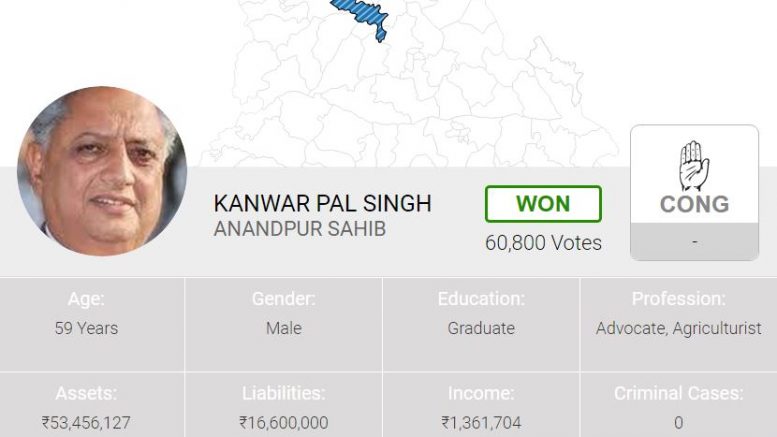 KANWAR PAL SINGH
ANANDPUR SAHIB
WON
60,800 Votes
CONG
-
Age:
59 Years
Gender:
Male
Education:
Graduate
Profession:
Advocate, Agriculturist
Assets:
₹53,456,127
Liabilities:
₹16,600,000
Income:
₹1,361,704
Criminal Cases:
0